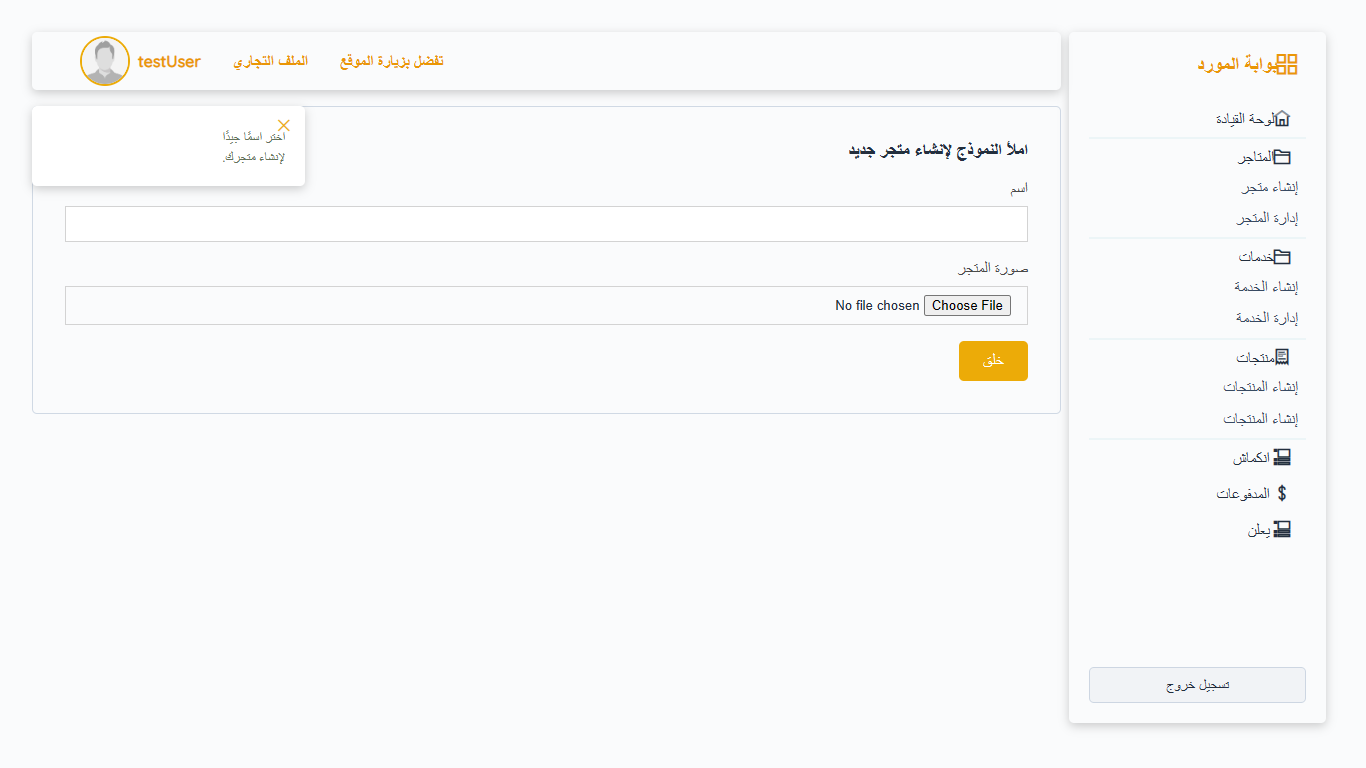 بوابة المورد
لوحة القيادة
المتاجر
إنشاء متجر
إدارة المتجر
خدمات
إنشاء الخدمة
إدارة الخدمة
منتجات
إنشاء المنتجات
إنشاء المنتجات
انكماش
المدفوعات
يعلن
تسجيل خروج
تفضل بزيارة الموقع
الملف التجاري
testUser
اختر اسمًا جيدًا
لإنشاء متجرك.
املأ النموذج لإنشاء متجر جديد
اسم
صورة المتجر
Choose File No file chosen
خلق